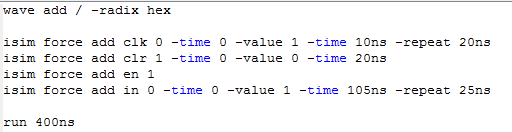 wave add / -radix hex
isim force add clk 0 -time 0 -value 1 -time 10ns -repeat 20ns
isim force add clr 1 -time 0 -value 0 -time 20ns
isim force add en 1
isim force add in 0 -time 0 -value 1 -time 105ns -repeat 25ns
run 400ns